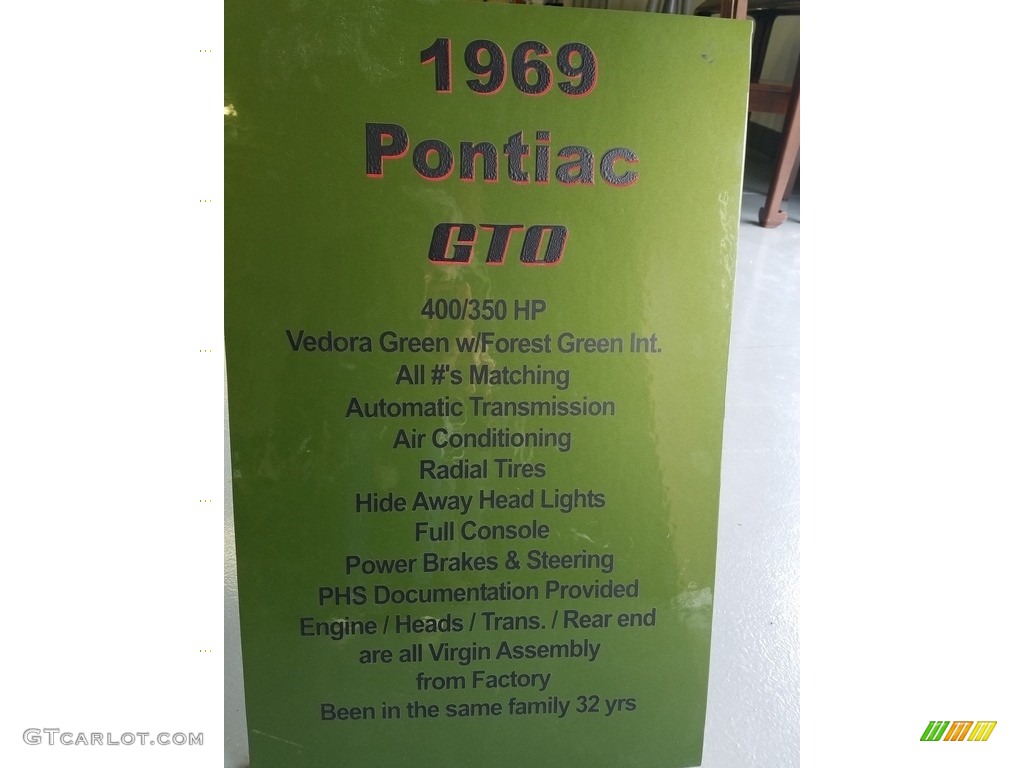 1969
Pontiac
GTO
400/350 HP
Vedora Green w/Forest Green Int.
All #'s Matching
Automatic Transmission
Air Conditioning
Radial Tires
Hide Away Head Lights
Full Console
Power Brakes & Steering
PHS Documentation Provided
Engine / Heads / Trans. / Rear end
are all Virgin Assembly
from Factory
Been in the same family 32 yrs
GTCARLOT.COM